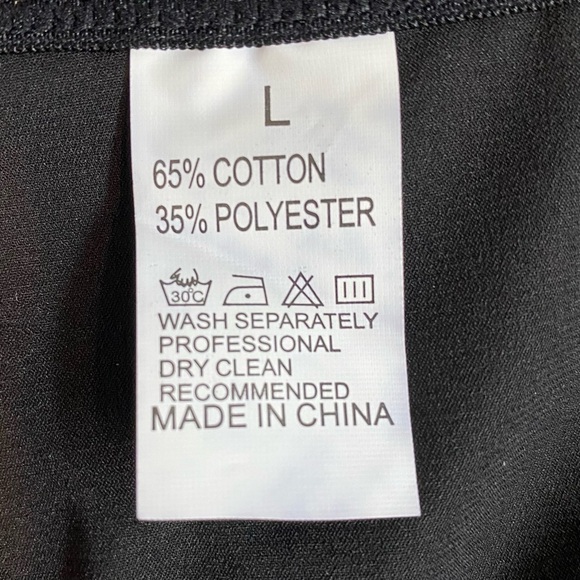 L
65% COTTON
35% POLYESTER
30°C
WASH SEPARATELY
PROFESSIONAL
DRY CLEAN
RECOMMENDED
MADE IN CHINA